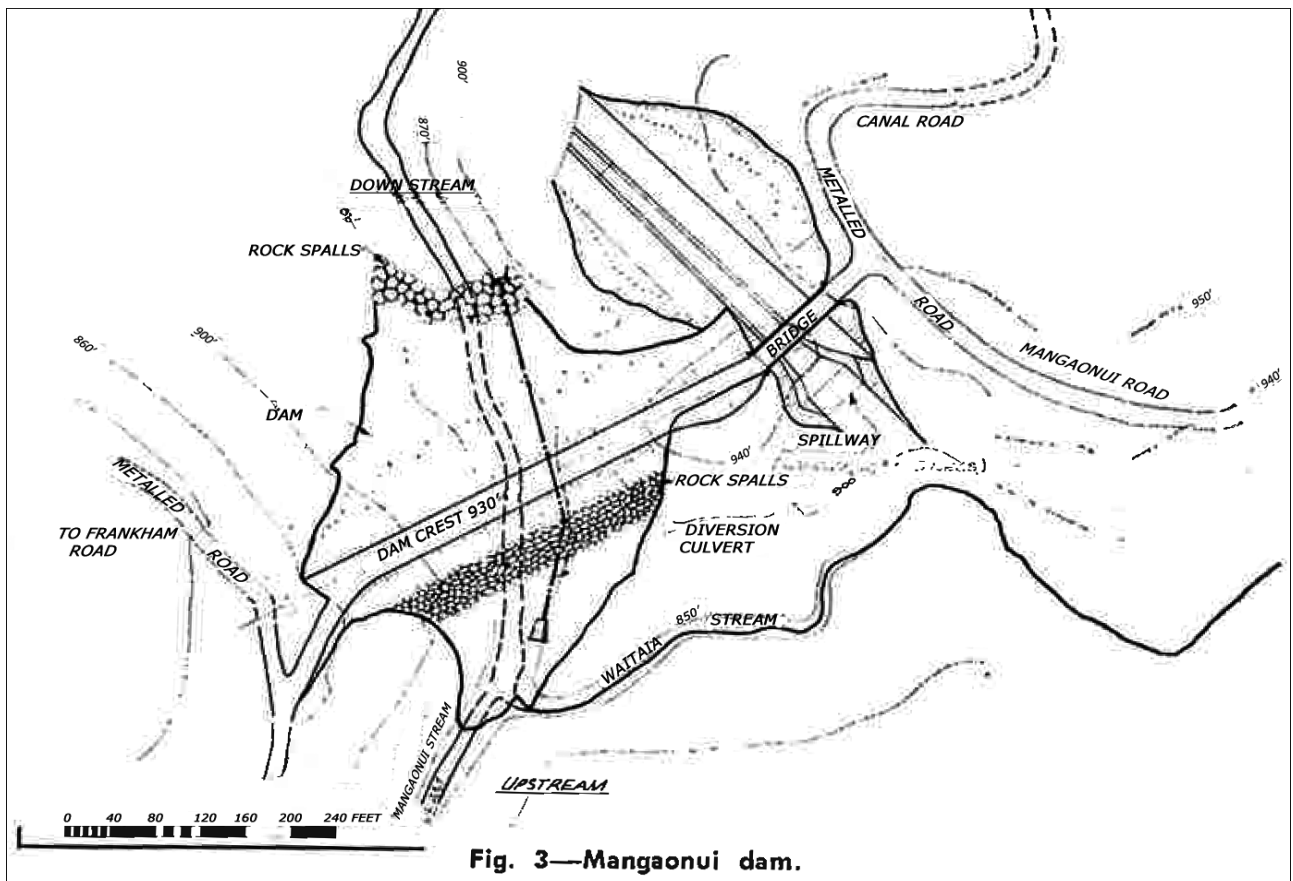 900'
870'
CANAL ROAD
DOWN STREAM
METALLED
ROAD
ROCK SPALLS
950'
900'
860'
BRIDGE
MANGAONUI ROAD
940'
DAM
SPILLWAY
940'
METALLED
ROAD
ROCK SPALLS
TO FRANKHAM
ROAD
DAM CREST 930'
DIVERSION
CULVERT
850'
STREAM
WAITAIA
MANGAONUI STREAM
UPSTREAM
0 40 80 120 160 200 240 FEET
Fig. 3—Mangaonui dam.